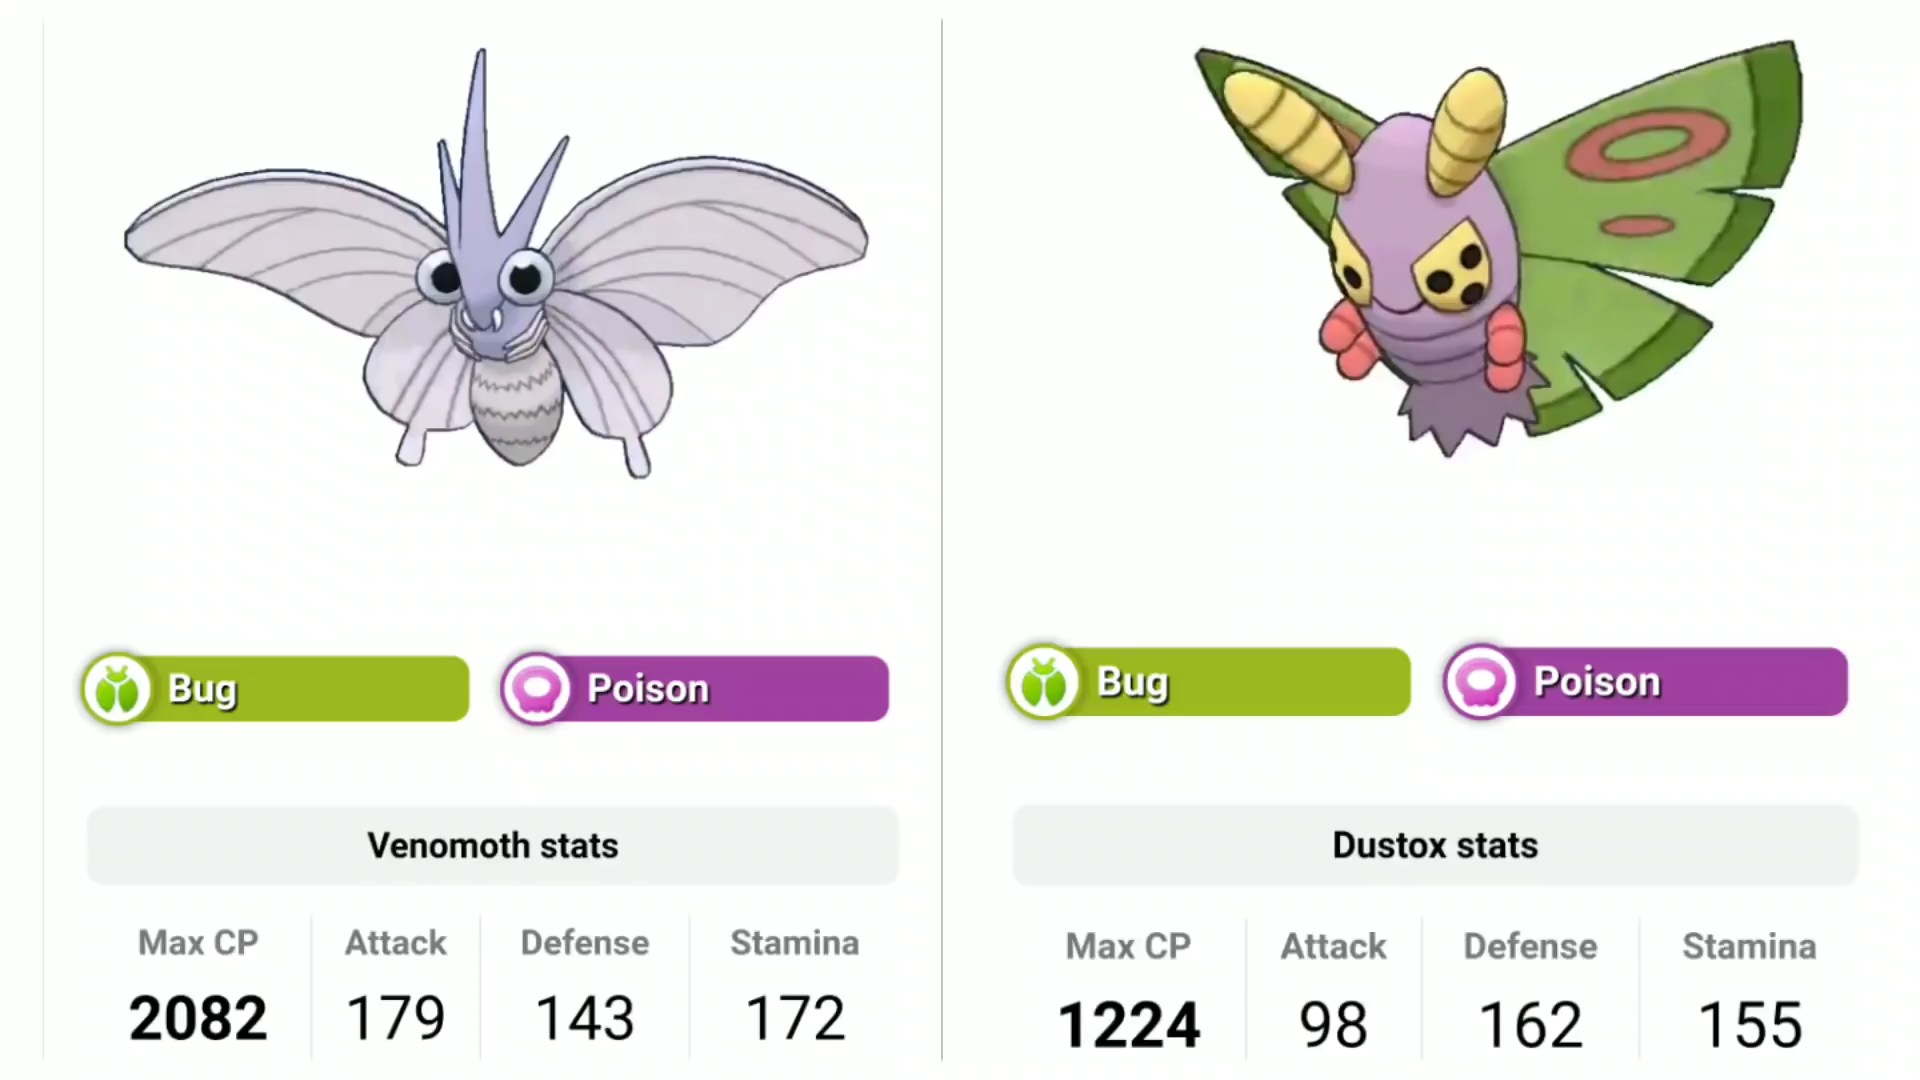 Bug
Poison
Venomoth stats
Max CP
Attack
Defense
Stamina
2082
179
143
172
Bug
Poison
Dustox stats
Max CP
Attack
Defense
Stamina
1224
98
162
155